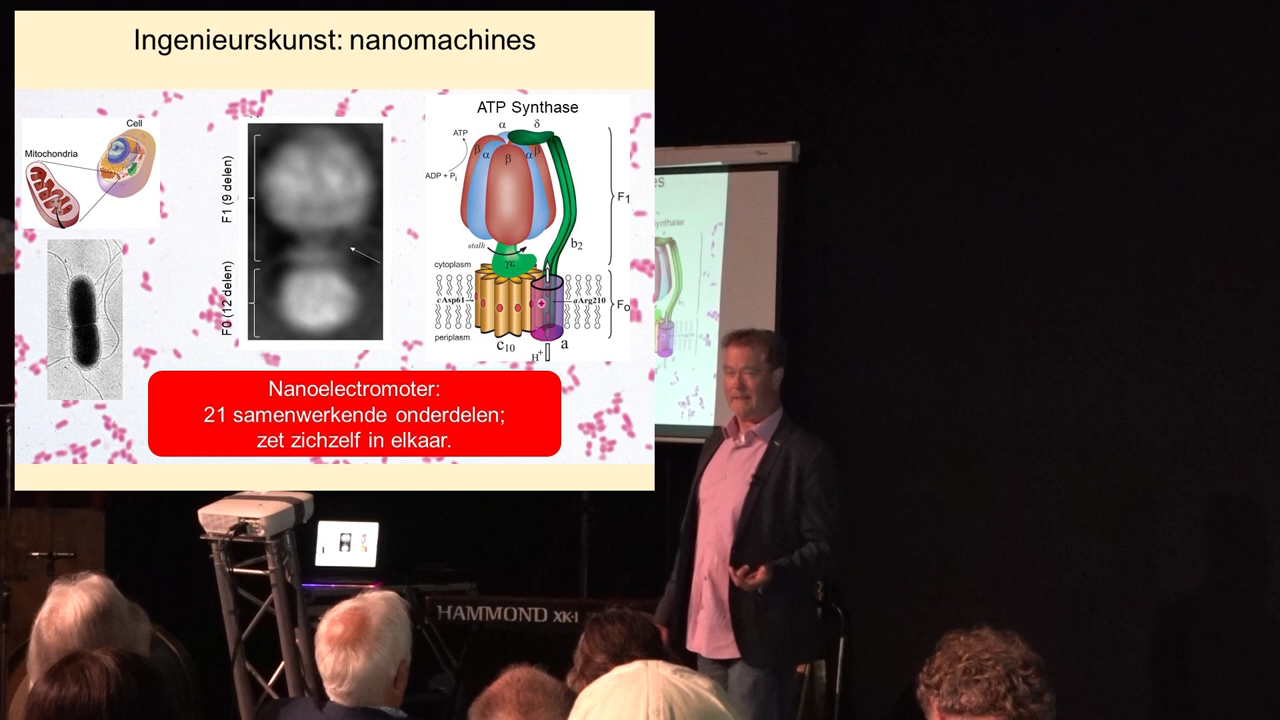 Ingenieurskunst: nanomachines
Cell
Mitochondria
F1 (9 delen)
F0 (12 delen)
ATP Synthase
α
δ
ATP
β
α
β
α
β
ADP + Pi
F1
stalk
b2
γε
cytoplasm
cAsp61
+
aArg210
Fo
periplasm
c10
a
H+
Nanoelectromoter:
21 samenwerkende onderdelen;
zet zichzelf in elkaar.
HAMMOND XK-1